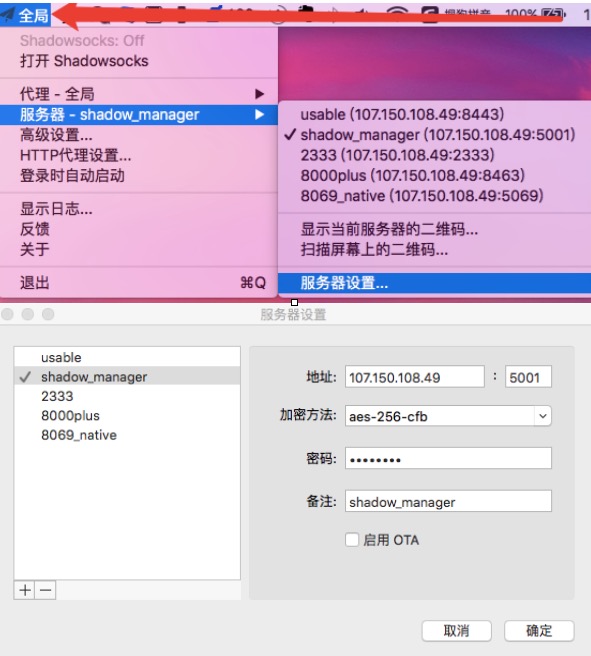 全局
100%
Shadowsocks: Off
打开 Shadowsocks
代理 - 全局
服务器 - shadow_manager
高级设置...
HTTP代理设置...
登录时自动启动
显示日志...
反馈
关于
退出 ⌘Q
usable (107.150.108.49:8443)
shadow_manager (107.150.108.49:5001)
2333 (107.150.108.49:2333)
8000plus (107.150.108.49:8463)
8069_native (107.150.108.49:5069)
显示当前服务器的二维码...
扫描屏幕上的二维码...
服务器设置...
服务器设置
usable
shadow_manager
2333
8000plus
8069_native
地址: 107.150.108.49 : 5001
加密方法: aes-256-cfb
密码: ••••••••
备注: shadow_manager
启用 OTA
取消 确定